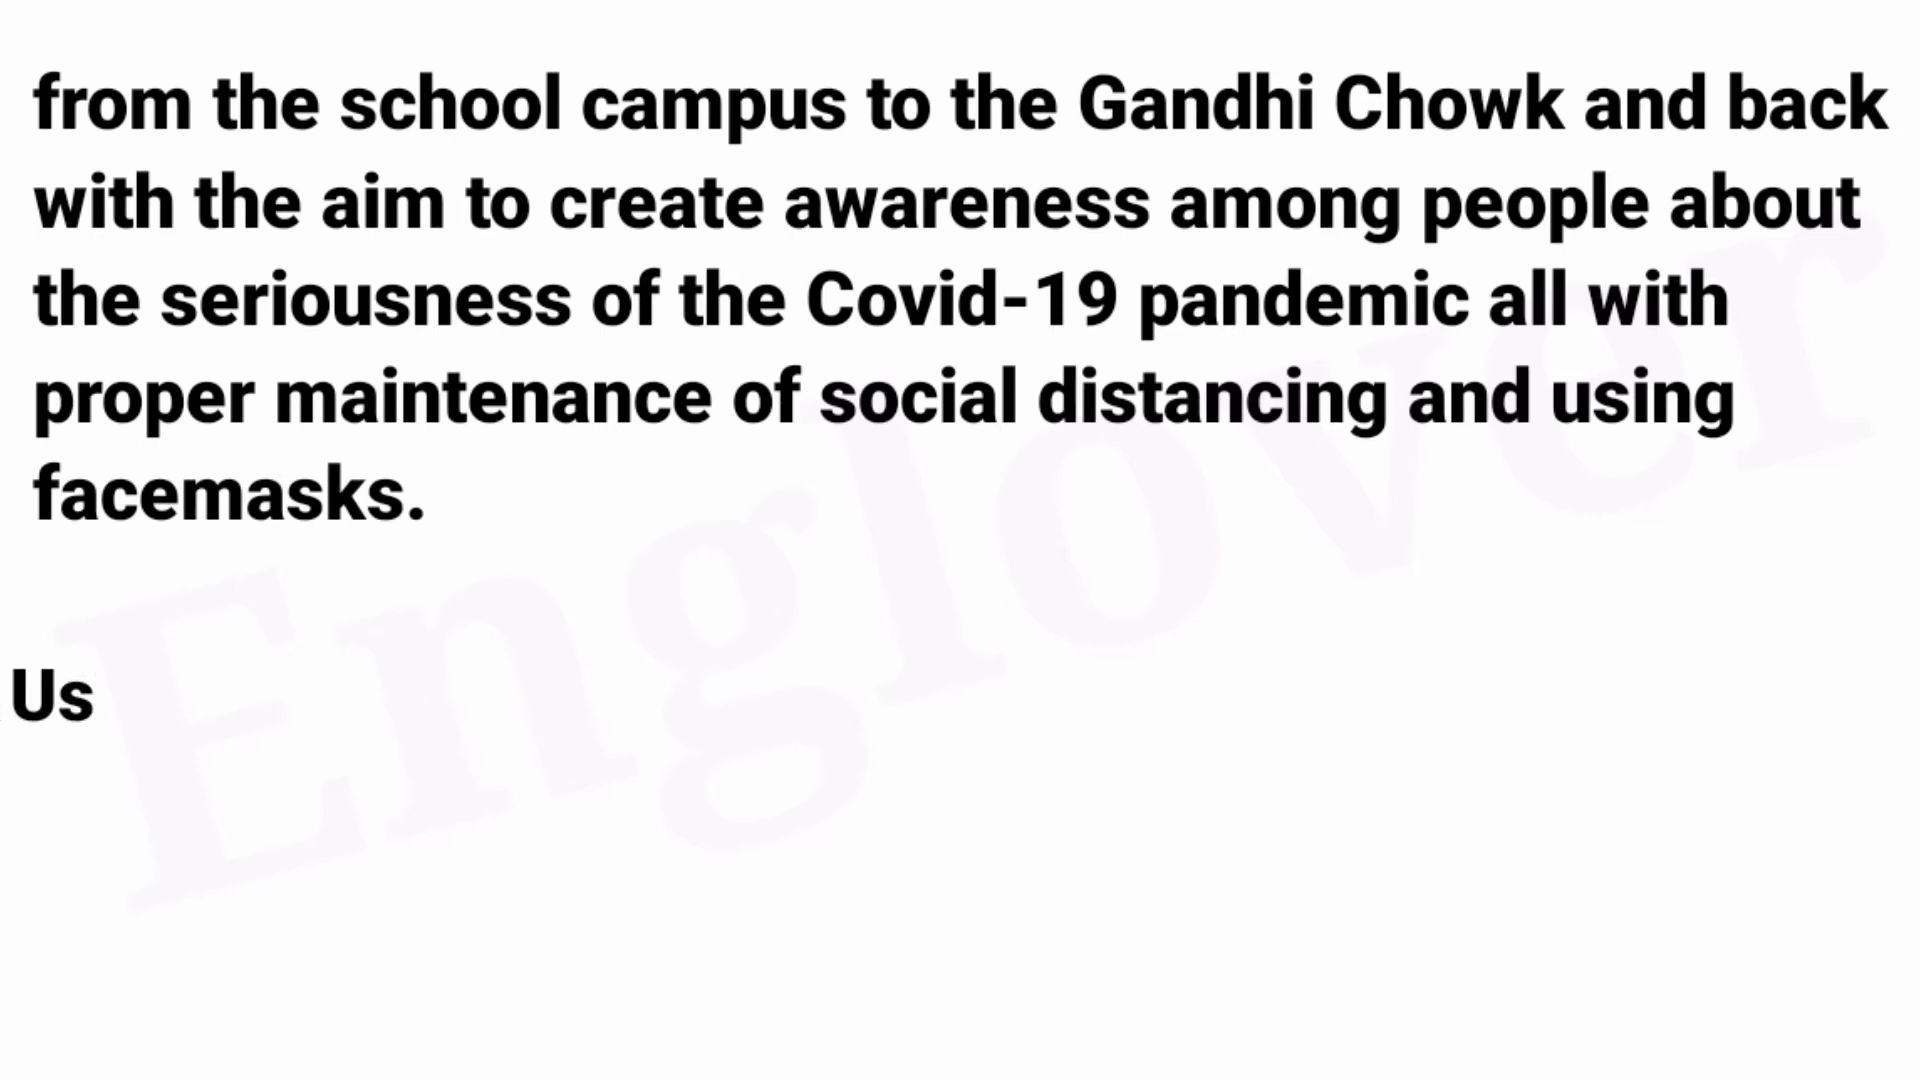 from the school campus to the Gandhi Chowk and back
with the aim to create awareness among people about
the seriousness of the Covid-19 pandemic all with
proper maintenance of social distancing and using
facemasks.
Us
Englover